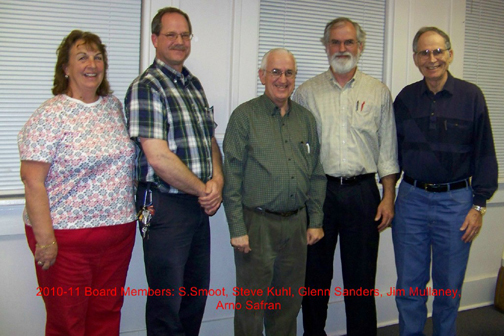 2010-11 Board Members: S.Smoot, Steve Kuhl, Glenn Sanders, Jim Mullaney,
Arno Safran